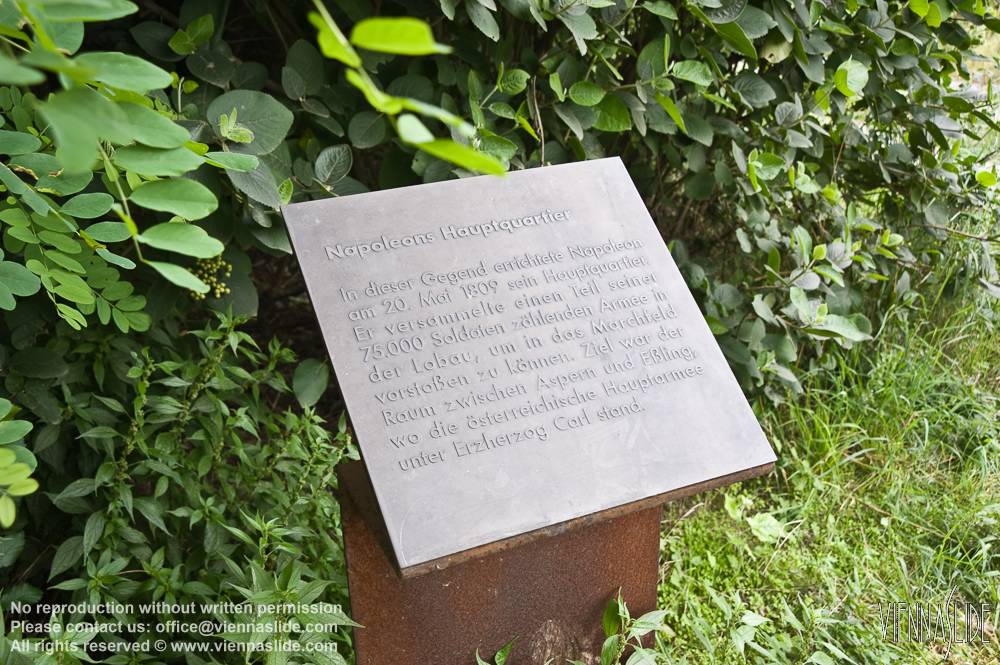 Napoleons Hauptquartier
In dieser Gegend errichtete Napoleon
am 20. Mai 1809 sein Hauptquartier.
Er versammelte einen Teil seiner
75.000 Soldaten zählenden Armee in
der Lobau, um in das Marchfeld
vorstoßen zu können. Ziel war der
Raum zwischen Aspern und Eßling,
wo die österreichische Hauptarmee
unter Erzherzog Carl stand.
No reproduction without written permission
Please contact us: office@viennaslide.com
All rights reserved © www.viennaslide.com
VIENNASLIDE